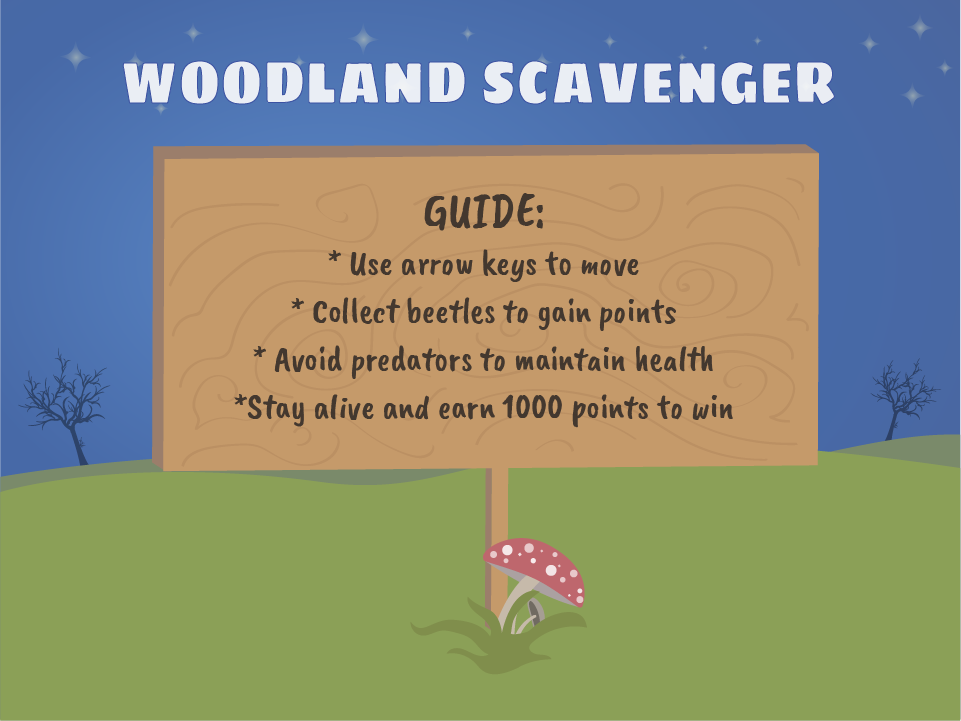 WOODLAND SCAVENGER
GUIDE:
* Use arrow keys to move
* Collect beetles to gain points
* Avoid predators to maintain health
*Stay alive and earn 1000 points to win